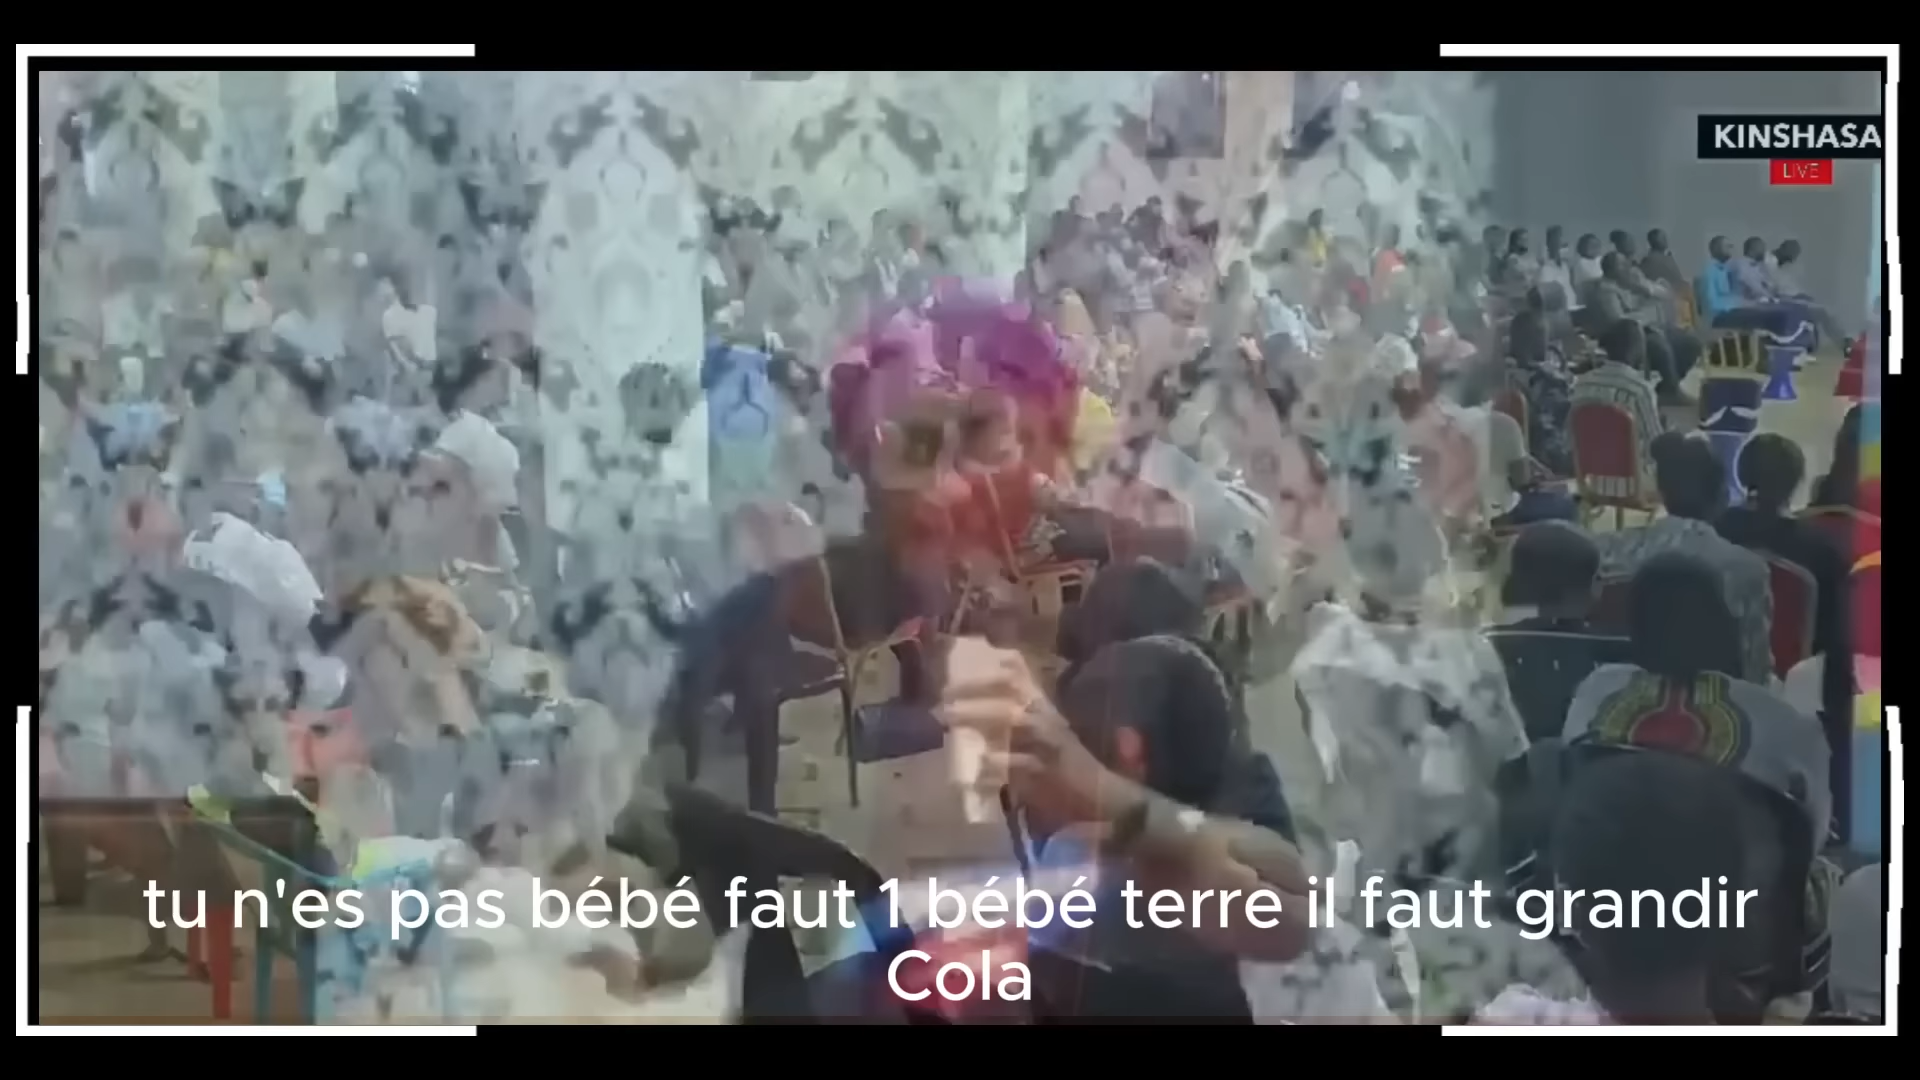 KINSHASA
LIVE
tu n'es pas bébé faut 1 bébé terre il faut grandir
Cola